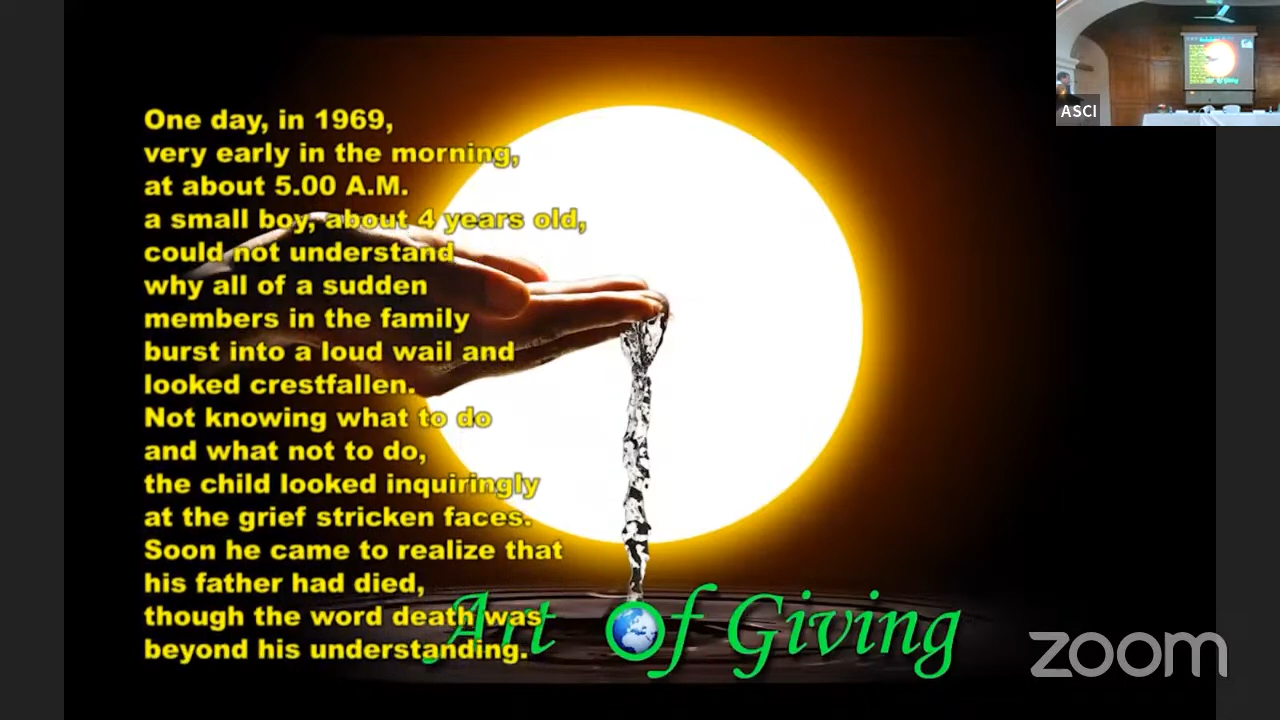 One day, in 1969,
very early in the morning,
at about 5.00 A.M.
a small boy, about 4 years old,
could not understand
why all of a sudden
members in the family
burst into a loud wail and
looked crestfallen.
Not knowing what to do
and what not to do,
the child looked inquiringly
at the grief stricken faces.
Soon he came to realize that
his father had died,
though the word death was
beyond his understanding.
Art Of Giving
ASCI
zoom